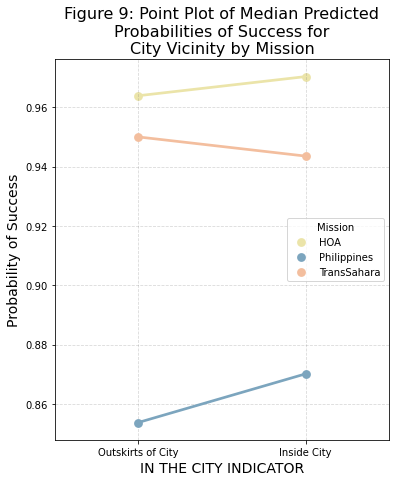 Figure 9: Point Plot of Median Predicted
Probabilities of Success for
City Vicinity by Mission
Probability of Success
0.96
0.94
0.92
0.90
0.88
0.86
Mission
HOA
Philippines
TransSahara
Outskirts of City
Inside City
IN THE CITY INDICATOR